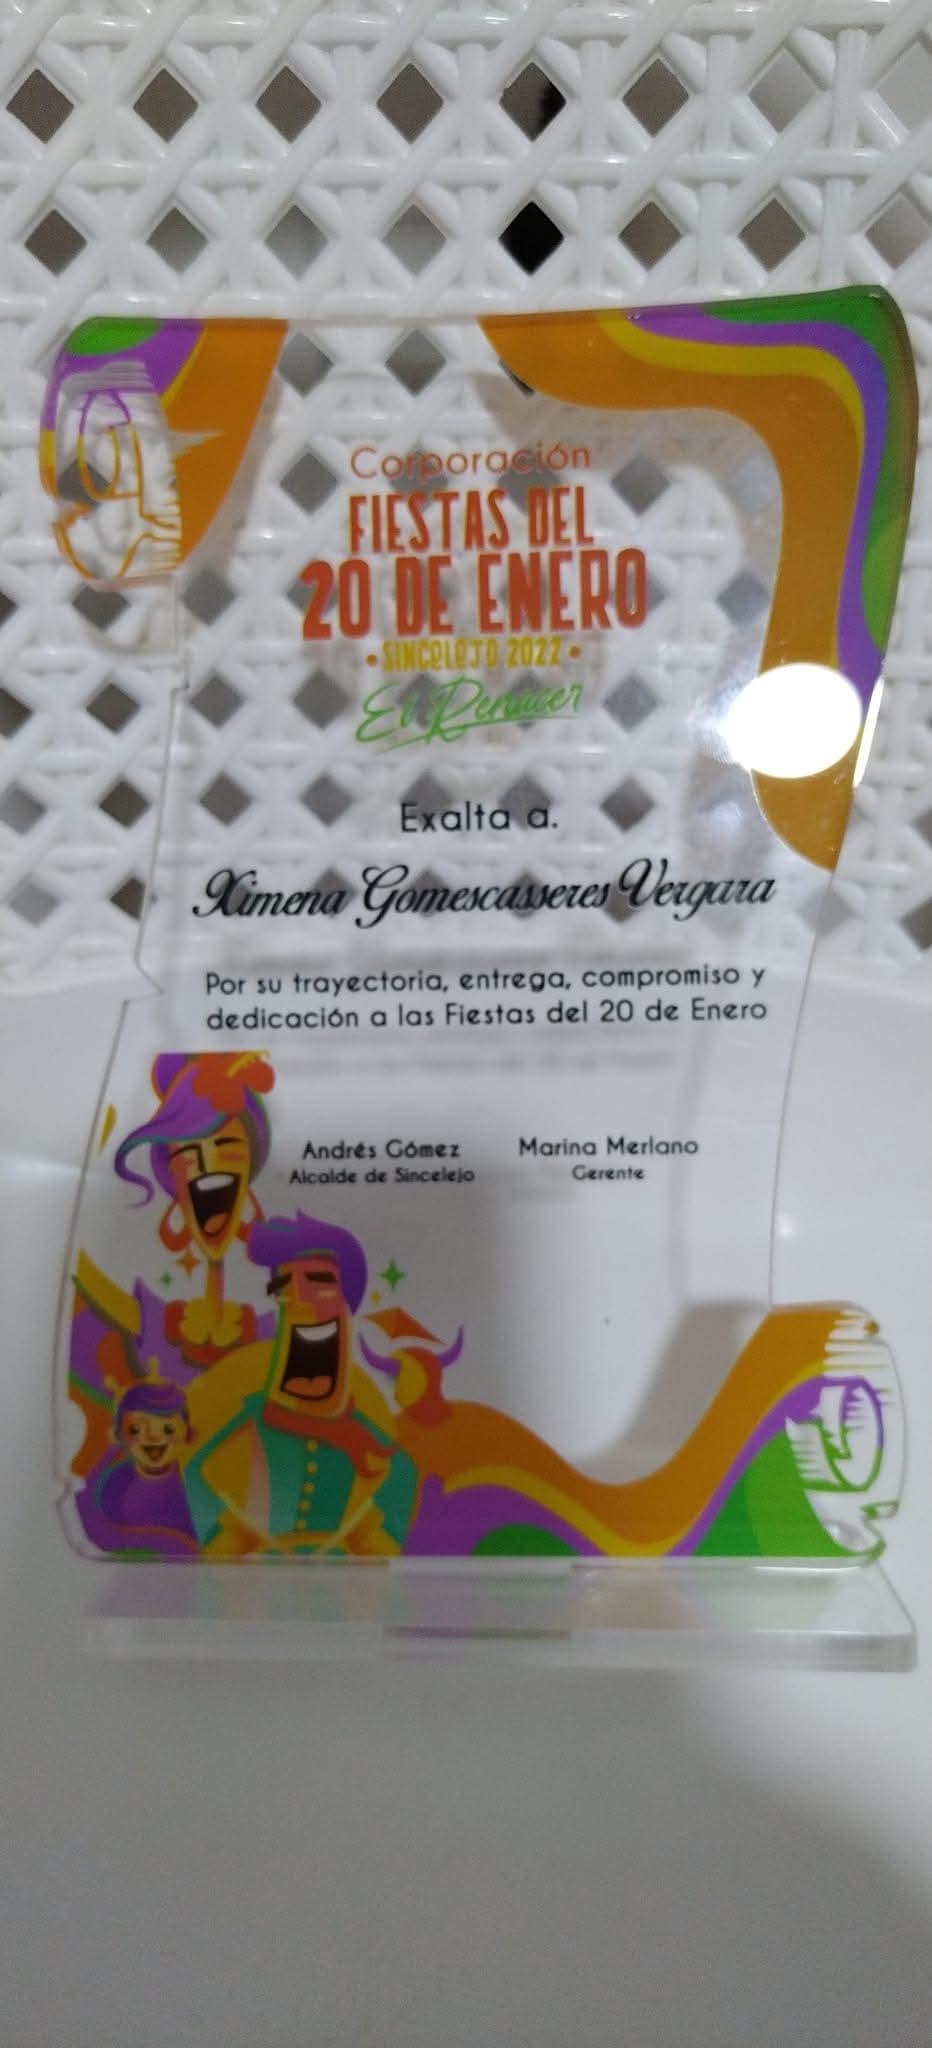 Corporación
FIESTAS DEL
20 DE ENERO
• SINCELEJO 2022 •
El Renacer
Exalta a.
Ximena Gomescasseres Vergara
Por su trayectoria, entrega, compromiso y
dedicación a las Fiestas del 20 de Enero
Andrés Gómez
Alcalde de Sincelejo
Marina Merlano
Gerente